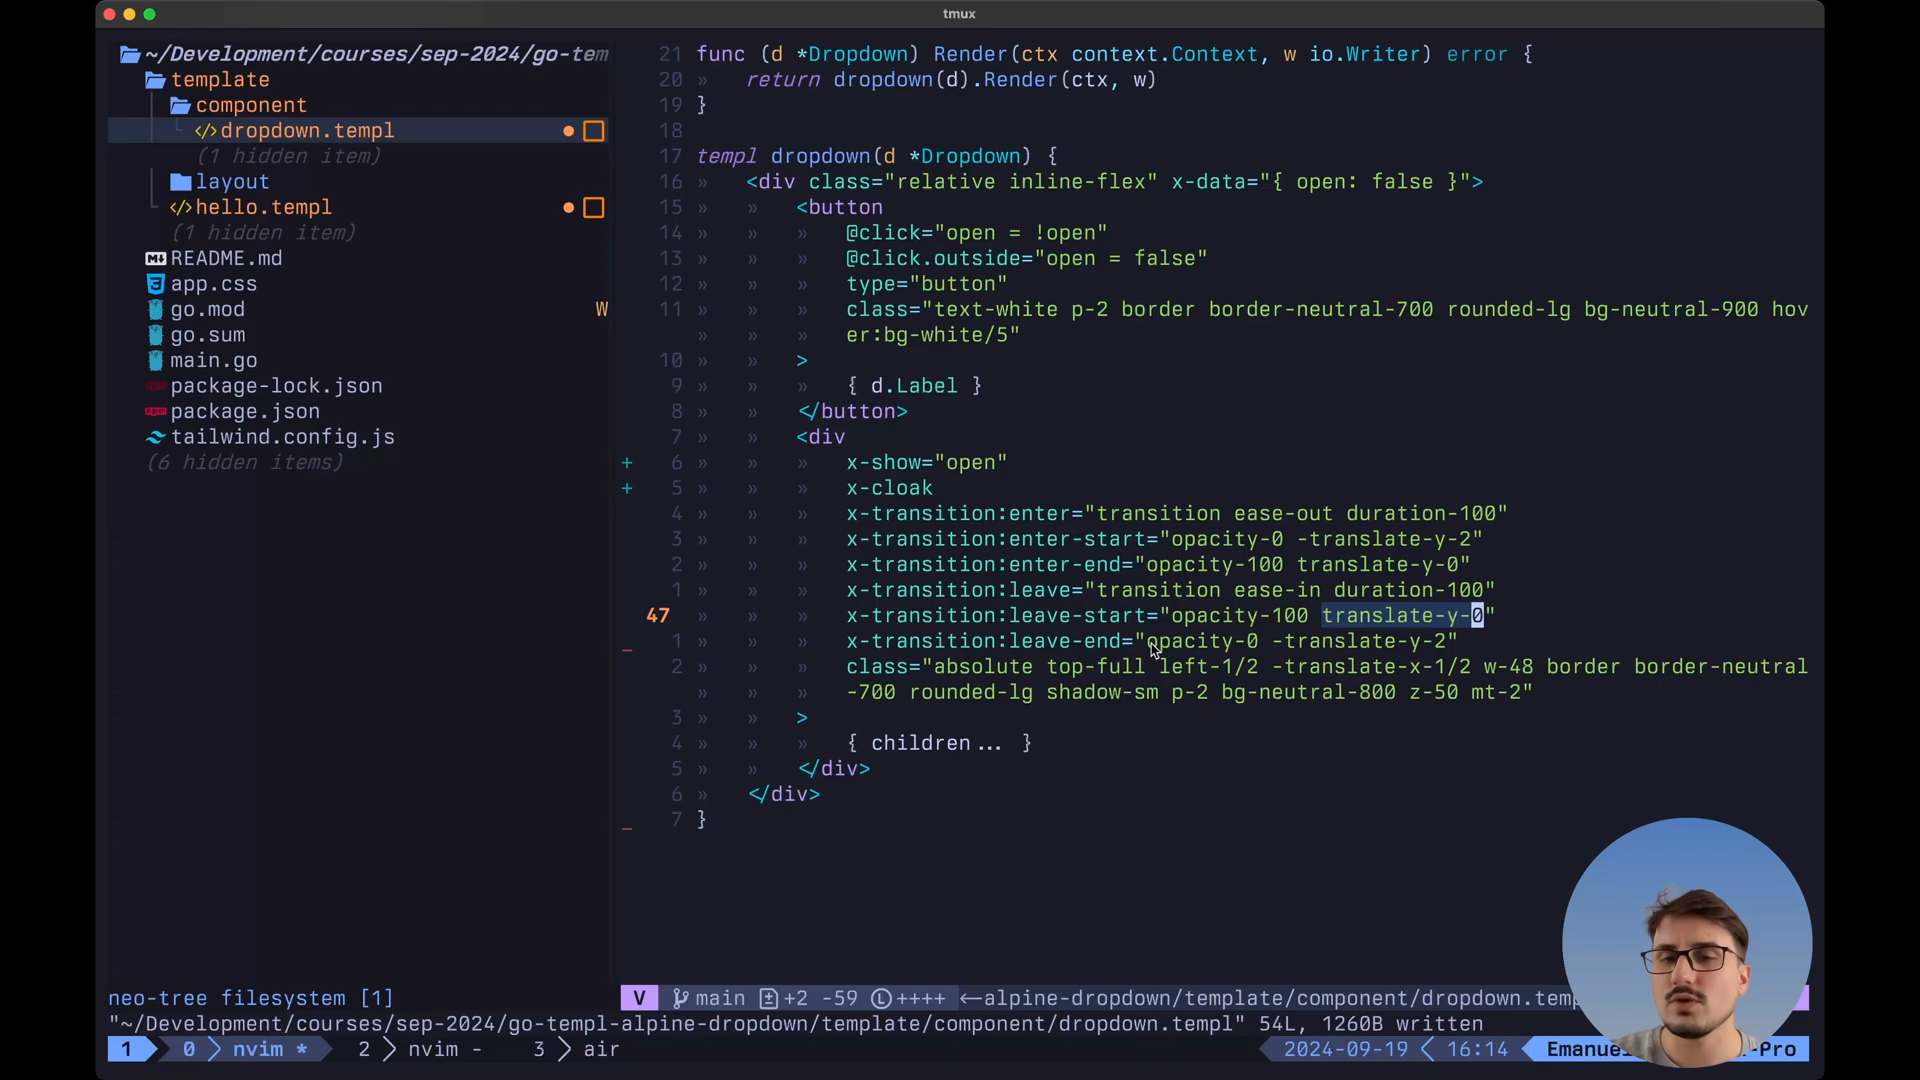 tmux
~/Development/courses/sep-2024/go-tem
template
component
dropdown.templ
(1 hidden item)
layout
hello.templ
(1 hidden item)
README.md
app.css
go.mod W
go.sum
main.go
package-lock.json
package.json
tailwind.config.js
(6 hidden items)
21 func (d *Dropdown) Render(ctx context.Context, w io.Writer) error {
20 » return dropdown(d).Render(ctx, w)
19 }
18
17 templ dropdown(d *Dropdown) {
16 » <div class="relative inline-flex" x-data="{ open: false }">
15 » » <button
14 » » » @click="open = !open"
13 » » » @click.outside="open = false"
12 » » » type="button"
11 » » » class="text-white p-2 border border-neutral-700 rounded-lg bg-neutral-900 hov
» » » er:bg-white/5"
10 » » >
9 » » » { d.Label }
8 » » </button>
7 » » <div
+ 6 » » » x-show="open"
+ 5 » » » x-cloak
4 » » » x-transition:enter="transition ease-out duration-100"
3 » » » x-transition:enter-start="opacity-0 -translate-y-2"
2 » » » x-transition:enter-end="opacity-100 translate-y-0"
1 » » » x-transition:leave="transition ease-in duration-100"
47 » » » x-transition:leave-start="opacity-100 translate-y-0"
_ 1 » » » x-transition:leave-end="opacity-0 -translate-y-2"
2 » » » class="absolute top-full left-1/2 -translate-x-1/2 w-48 border border-neutral
» » » -700 rounded-lg shadow-sm p-2 bg-neutral-800 z-50 mt-2"
3 » » >
4 » » » { children... }
5 » » </div>
6 » </div>
_ 7 }
neo-tree filesystem [1]
V main +2 -59 Ⓛ++++ ←alpine-dropdown/template/component/dropdown.tem
"~/Development/courses/sep-2024/go-templ-alpine-dropdown/template/component/dropdown.templ" 54L, 1260B written
1 0 nvim * 2 nvim - 3 air 2024-09-19 16:14 Emanue -Pro